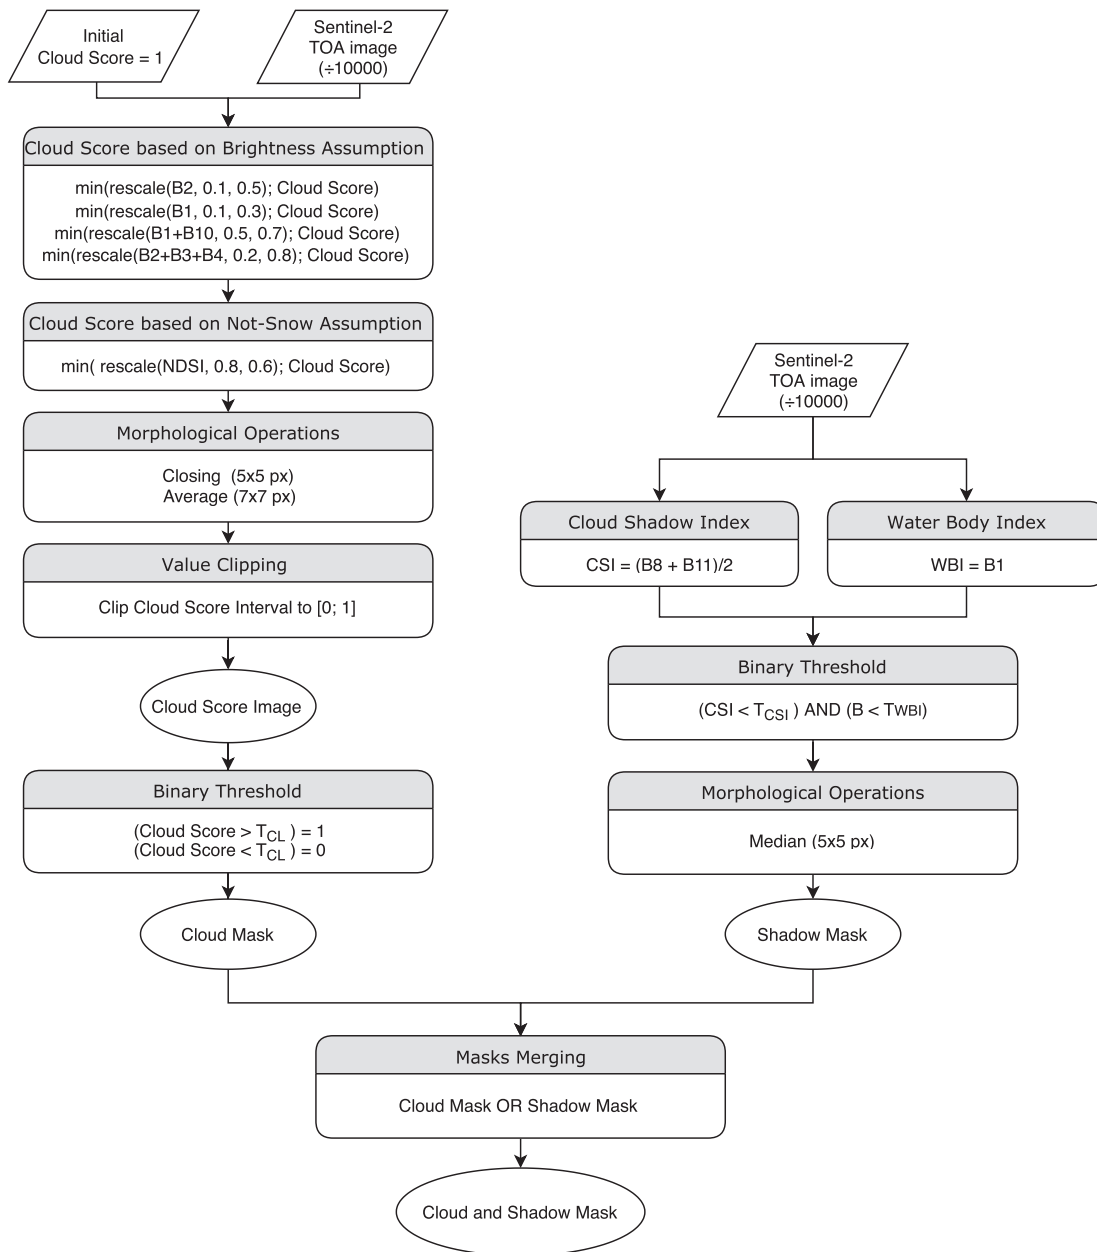 Initial
Cloud Score = 1
Sentinel-2
TOA image
(÷10000)
Cloud Score based on Brightness Assumption
min(rescale(B2, 0.1, 0.5); Cloud Score)
min(rescale(B1, 0.1, 0.3); Cloud Score)
min(rescale(B1+B10, 0.5, 0.7); Cloud Score)
min(rescale(B2+B3+B4, 0.2, 0.8); Cloud Score)
Cloud Score based on Not-Snow Assumption
min( rescale(NDSI, 0.8, 0.6); Cloud Score)
Morphological Operations
Closing (5x5 px)
Average (7x7 px)
Value Clipping
Clip Cloud Score Interval to [0; 1]
Cloud Score Image
Binary Threshold
(Cloud Score > TCL ) = 1
(Cloud Score < TCL ) = 0
Cloud Mask
Sentinel-2
TOA image
(÷10000)
Cloud Shadow Index
CSI = (B8 + B11)/2
Water Body Index
WBI = B1
Binary Threshold
(CSI < TCSI ) AND (B < TWBI)
Morphological Operations
Median (5x5 px)
Shadow Mask
Masks Merging
Cloud Mask OR Shadow Mask
Cloud and Shadow Mask